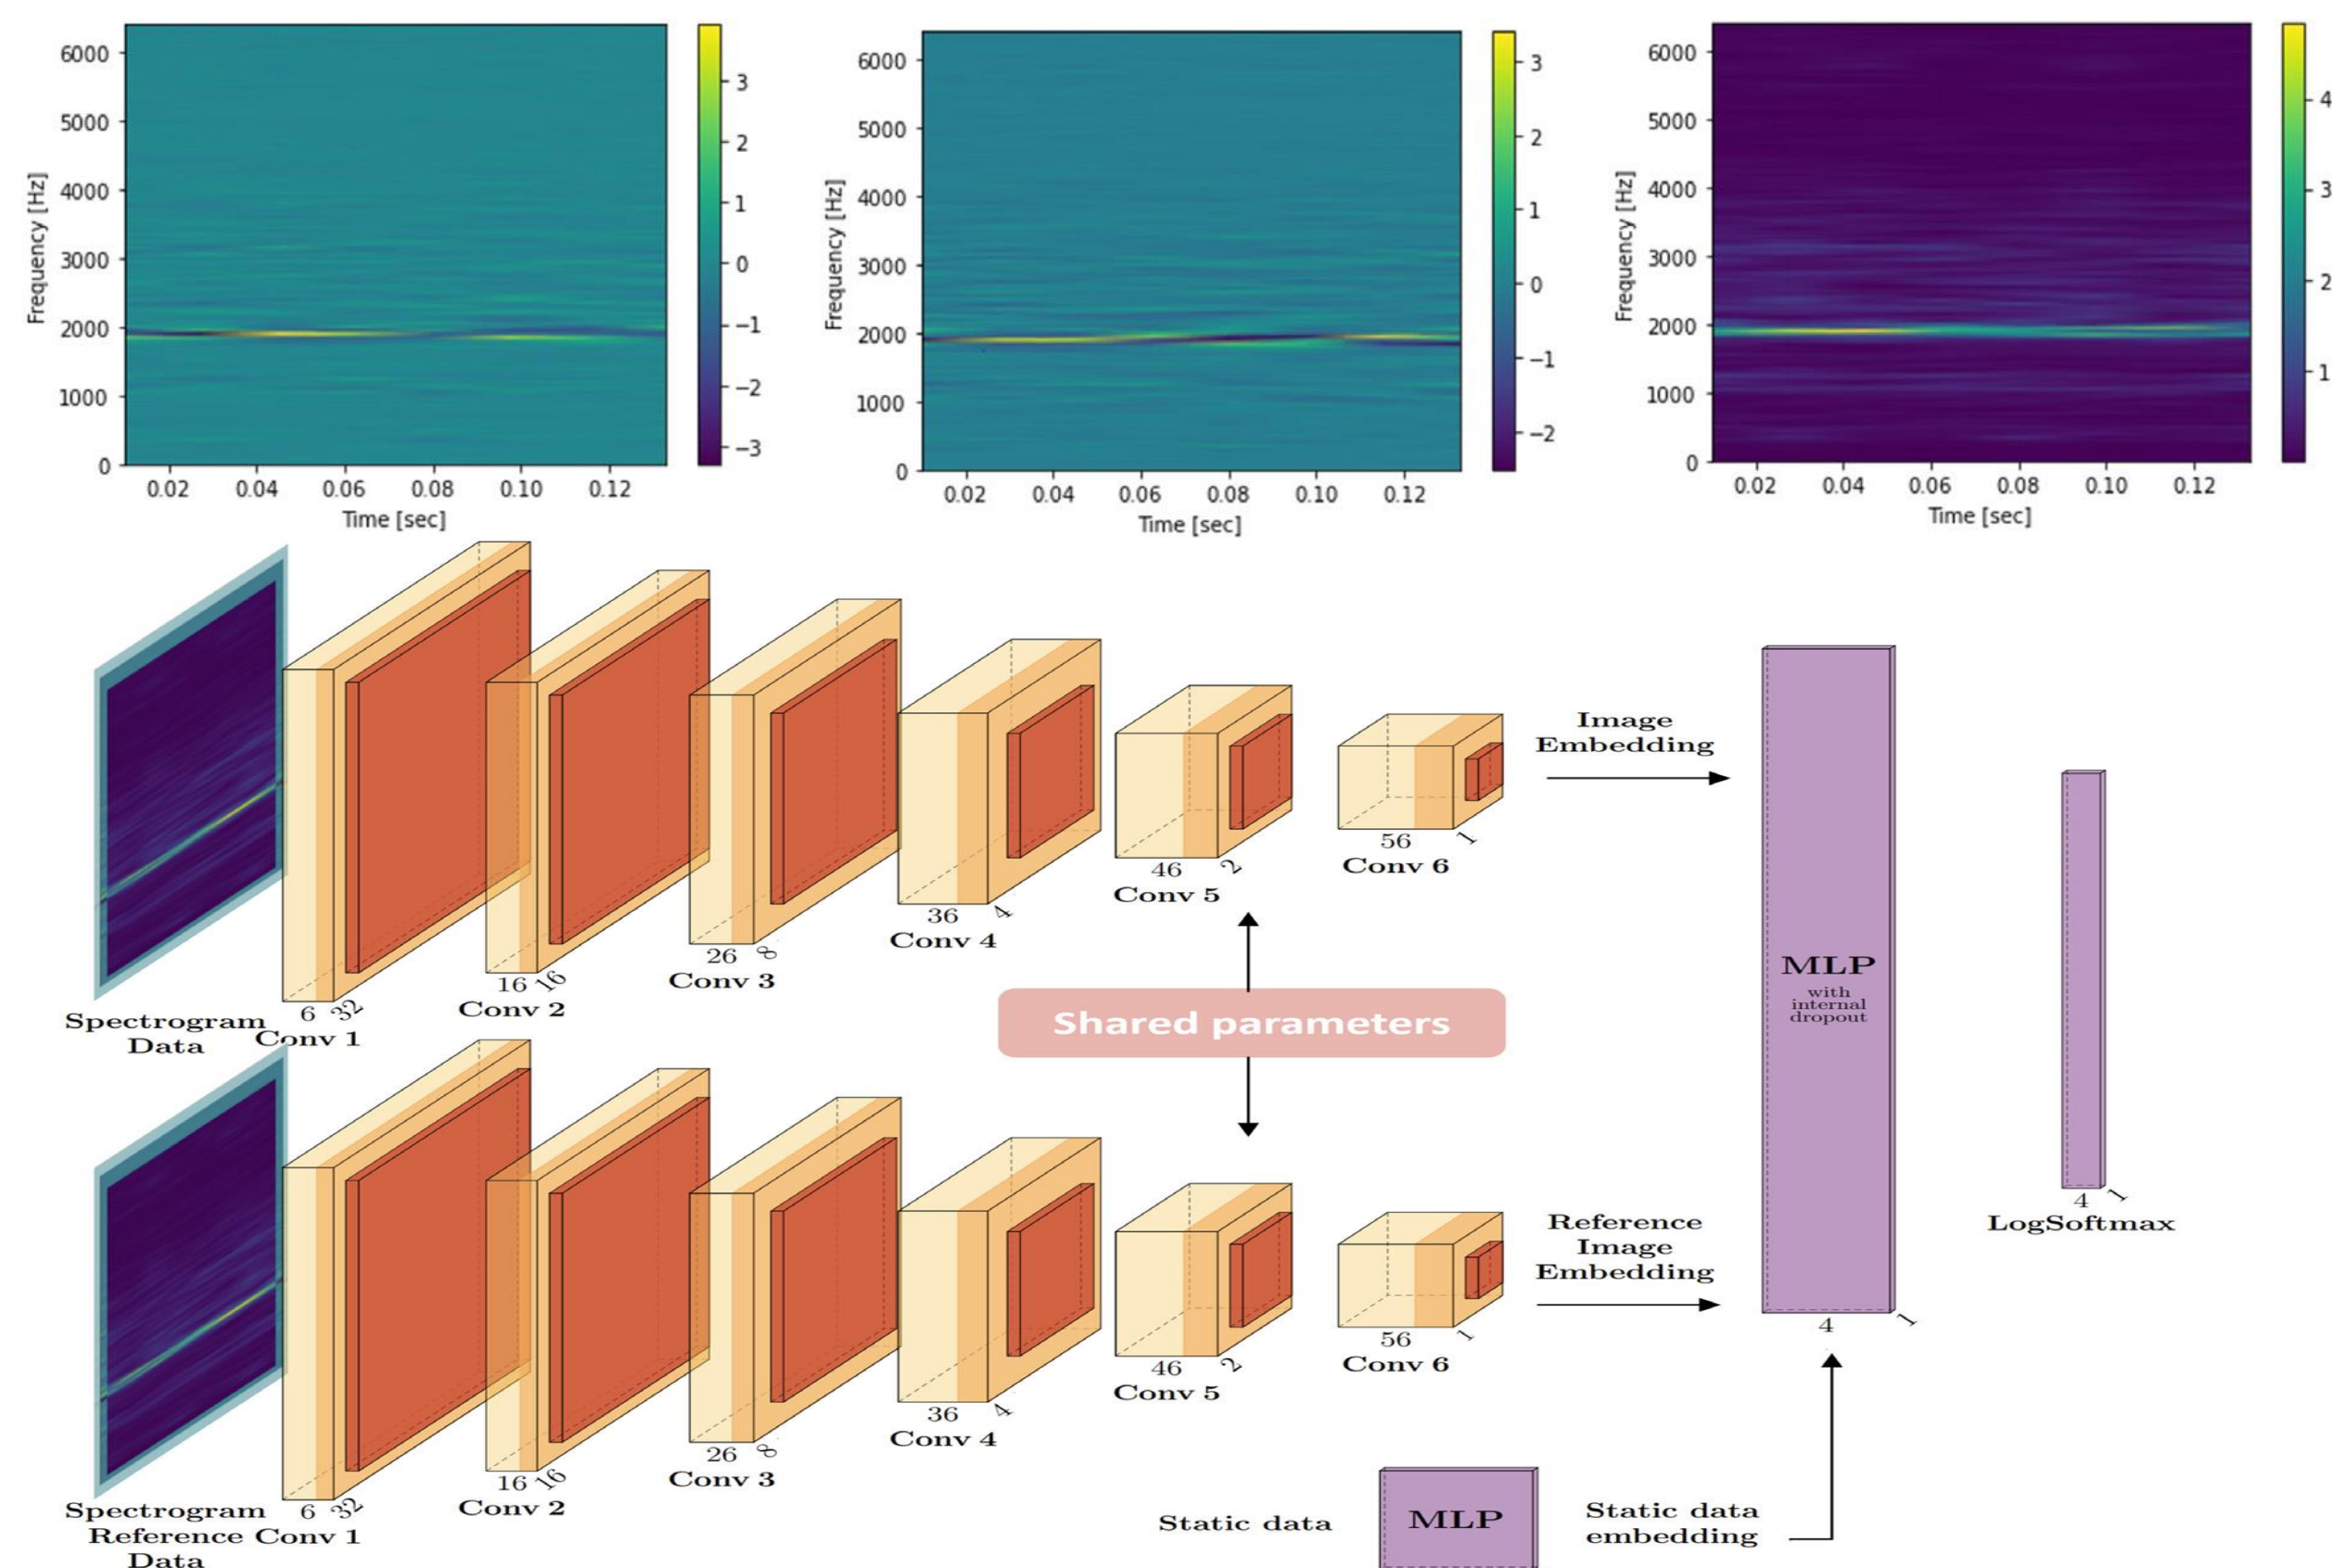 6000
5000
4000
3000
2000
1000
0
Frequency [Hz]
0.02 0.04 0.06 0.08 0.10 0.12
Time [sec]
3
2
1
0
−1
−2
−3
6000
5000
4000
3000
2000
1000
0
Frequency [Hz]
0.02 0.04 0.06 0.08 0.10 0.12
Time [sec]
3
2
1
0
−1
−2
6000
5000
4000
3000
2000
1000
0
Frequency [Hz]
0.02 0.04 0.06 0.08 0.10 0.12
Time [sec]
4
3
2
1
Spectrogram
Data
6 32
Conv 1
16 16
Conv 2
26 8
Conv 3
36 4
Conv 4
46 2
Conv 5
56 1
Conv 6
Image
Embedding
Shared parameters
MLP
with
internal
dropout
4 1
4 1
LogSoftmax
Spectrogram
Reference
Data
6 32
Conv 1
16 16
Conv 2
26 8
Conv 3
36 4
Conv 4
46 2
Conv 5
56 1
Conv 6
Reference
Image
Embedding
Static data
MLP
Static data
embedding